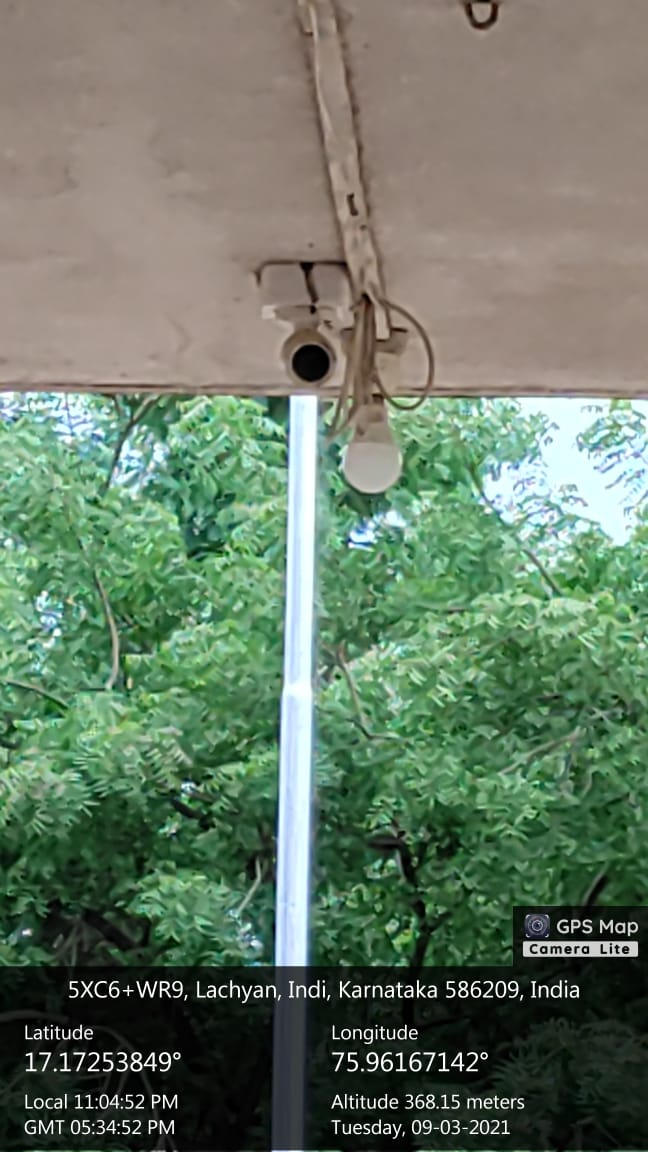 GPS Map
Camera Lite
5XC6+WR9, Lachyan, Indi, Karnataka 586209, India
Latitude
17.17253849°
Longitude
75.96167142°
Local 11:04:52 PM
GMT 05:34:52 PM
Altitude 368.15 meters
Tuesday, 09-03-2021